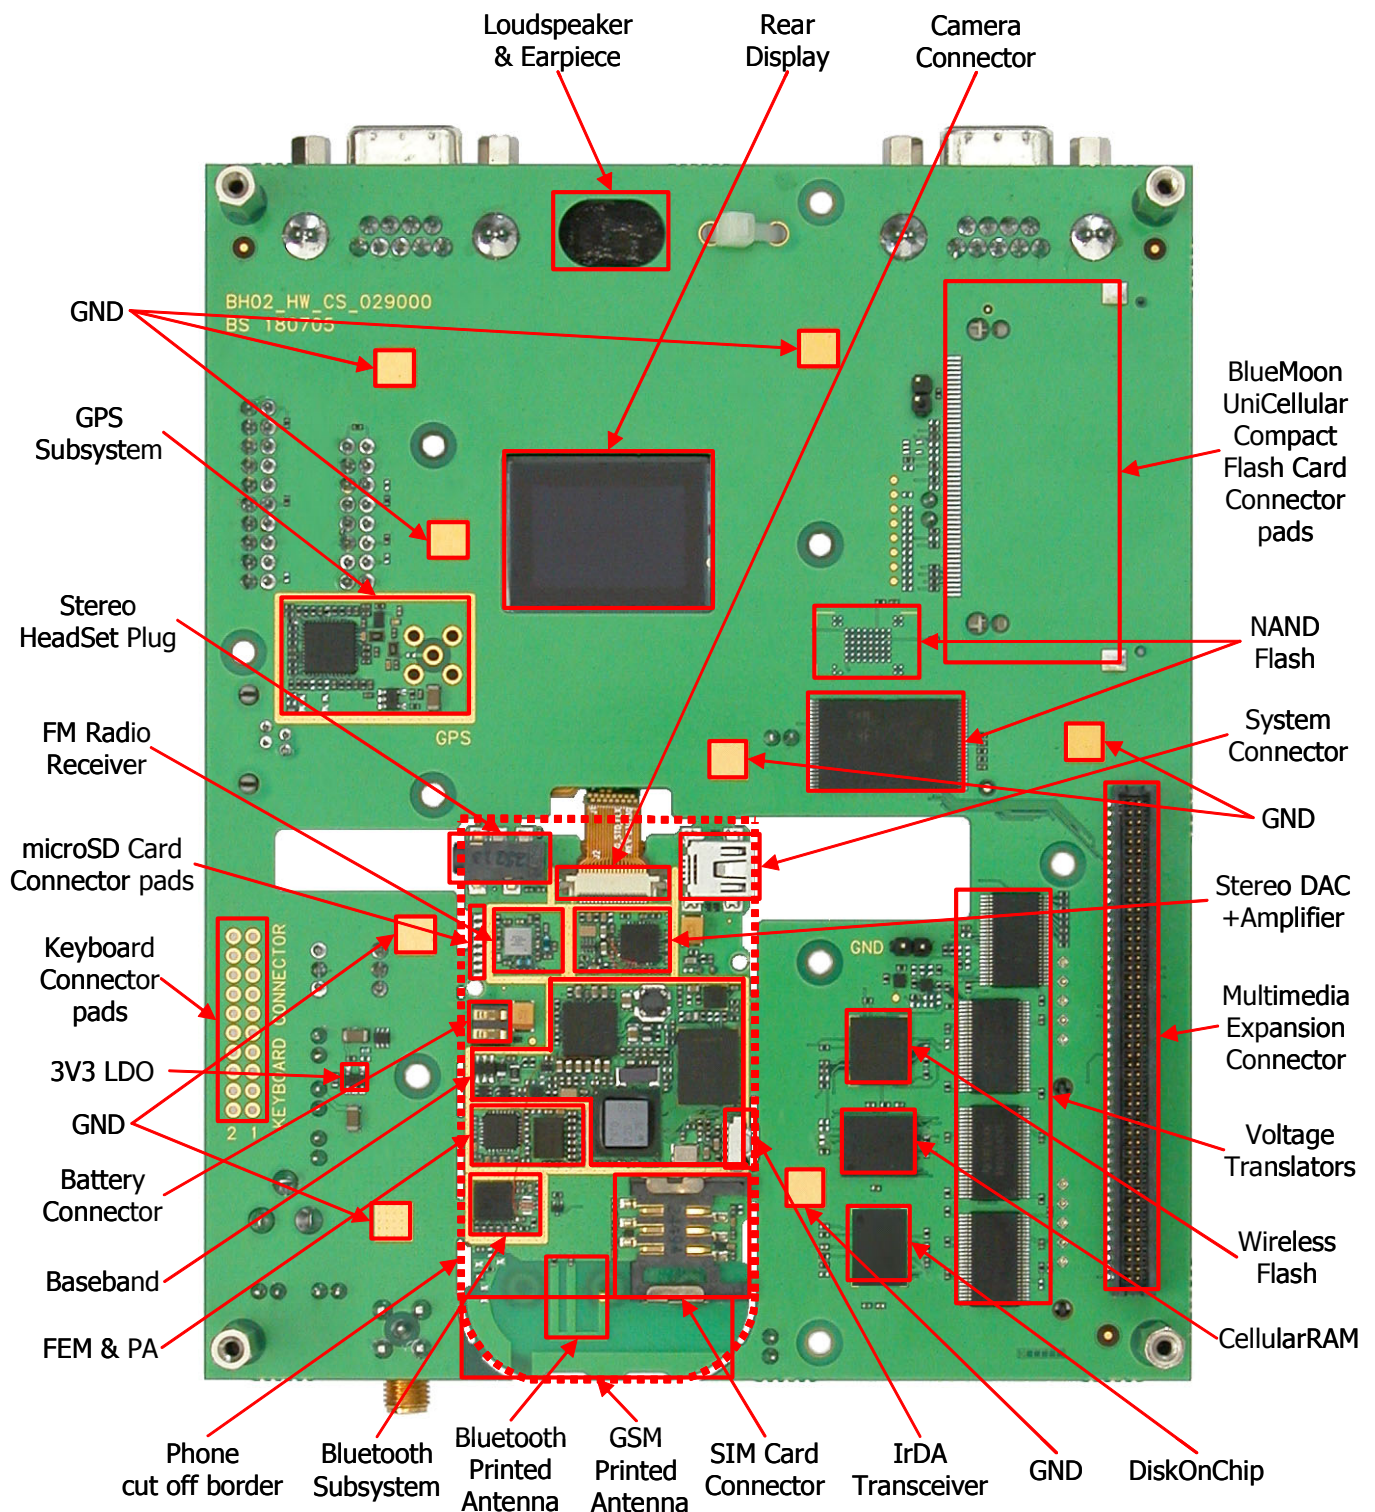 Loudspeaker
& Earpiece
Rear
Display
Camera
Connector
BH02_HW_CS_029000
BS 180705
GND
GPS
Subsystem
Stereo
HeadSet Plug
FM Radio
Receiver
microSD Card
Connector pads
Keyboard
Connector
pads
3V3 LDO
GND
Battery
Connector
Baseband
FEM & PA
GPS
KEYBOARD CONNECTOR
2 1
GND
BlueMoon
UniCellular
Compact
Flash Card
Connector
pads
NAND
Flash
System
Connector
GND
Stereo DAC
+Amplifier
Multimedia
Expansion
Connector
Voltage
Translators
Wireless
Flash
CellularRAM
Phone
cut off border
Bluetooth
Subsystem
Bluetooth
Printed
Antenna
GSM
Printed
Antenna
SIM Card
Connector
IrDA
Transceiver
GND
DiskOnChip